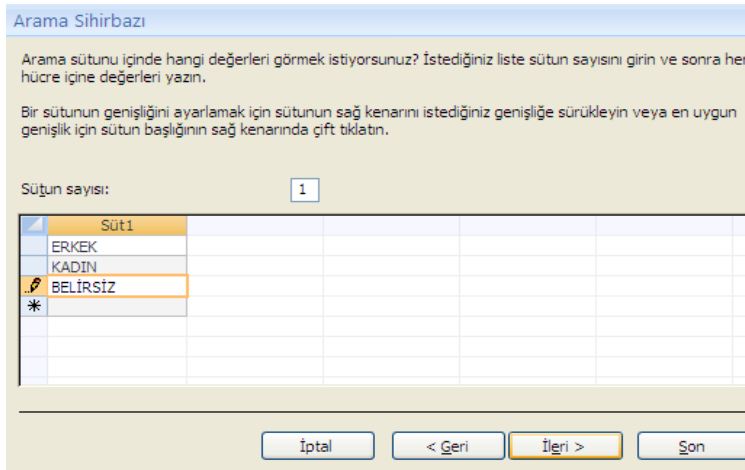 Arama Sihirbazı
Arama sütunu içinde hangi değerleri görmek istiyorsunuz? İstediğiniz liste sütun sayısını girin ve sonra her
hücre içine değerleri yazın.
Bir sütunun genişliğini ayarlamak için sütunun sağ kenarını istediğiniz genişliğe sürükleyin veya en uygun
genişlik için sütun başlığının sağ kenarında çift tıklatın.
Sütun sayısı: 1
Süt1
ERKEK
KADIN
BELİRSİZ
İptal < Geri İleri > Son